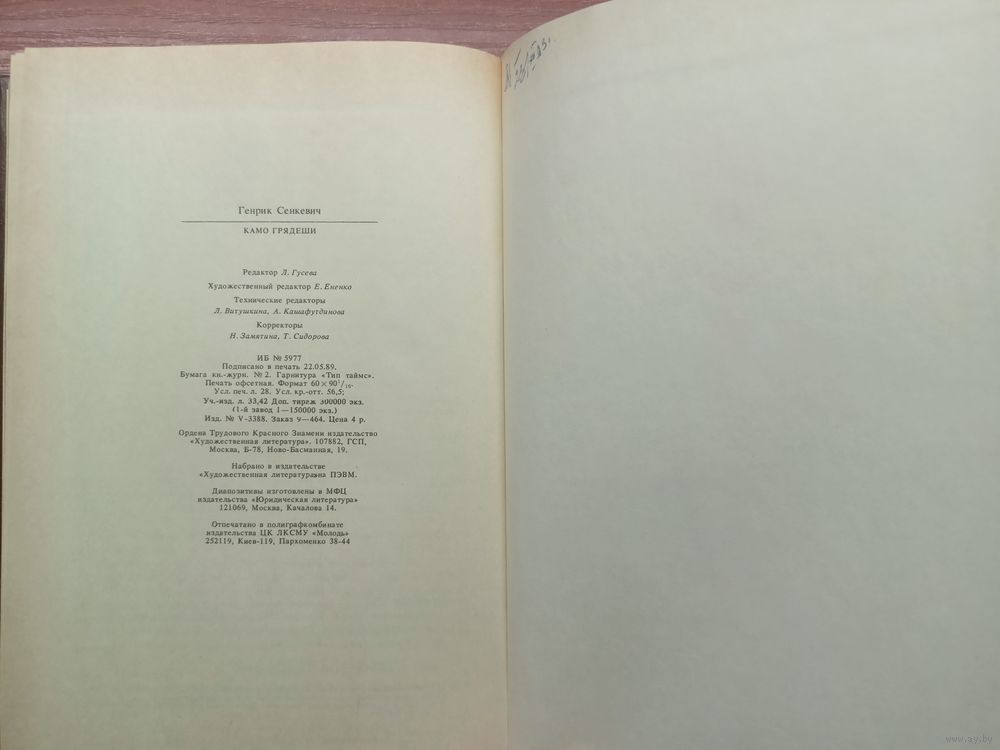 Генрик Сенкевич
КАМО ГРЯДЕШИ
Редактор Л. Гусева
Художественный редактор Е. Ененко
Технические редакторы
Л. Витушкина, А. Кашафутдинова
Корректоры
Н. Замятина, Т. Сидорова
ИБ № 5977
Подписано в печать 22.05.89.
Бумага кн.-журн. №2. Гарнитура «Тип таймс».
Печать офсетная. Формат 60×90¹/₁₆.
Усл. печ. л. 28. Усл. кр.-отт. 56,5;
Уч.-изд. л. 33,42 Доп. тираж 300000 экз.
(1-й завод 1—150000 экз.)
Изд. № V-3388. Заказ 9—464. Цена 4 р.
Ордена Трудового Красного Знамени издательство
«Художественная литература». 107882, ГСП,
Москва, Б-78, Ново-Басманная, 19.
Набрано в издательстве
«Художественная литература»на ПЭВМ.
Диапозитивы изготовлены в МФЦ
издательства «Юридическая литература»
121069, Москва, Качалова 14.
Отпечатано в полиграфкомбинате
издательства ЦК ЛКСМУ «Молодь»
252119, Киев-119, Пархоменко 38-44
www.ay.by